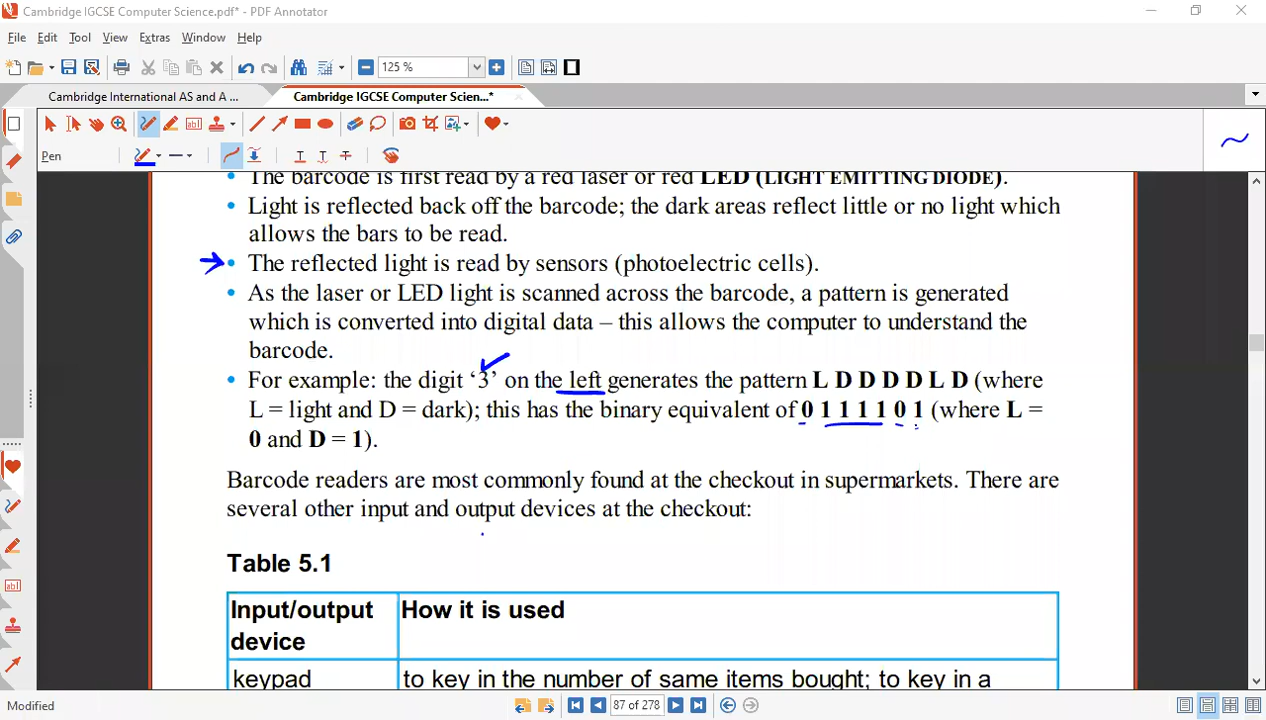 Cambridge IGCSE Computer Science.pdf* - PDF Annotator
File Edit Tool View Extras Window Help
125 %
Cambridge International AS and A ...
Cambridge IGCSE Computer Scien...*
Pen
• The barcode is first read by a red laser or red LED (LIGHT EMITTING DIODE).
• Light is reflected back off the barcode; the dark areas reflect little or no light which
allows the bars to be read.
• The reflected light is read by sensors (photoelectric cells).
• As the laser or LED light is scanned across the barcode, a pattern is generated
which is converted into digital data – this allows the computer to understand the
barcode.
• For example: the digit ‘3’ on the left generates the pattern L D D D D L D (where
L = light and D = dark); this has the binary equivalent of 0 1 1 1 1 0 1 (where L =
0 and D = 1).
Barcode readers are most commonly found at the checkout in supermarkets. There are
several other input and output devices at the checkout:
Table 5.1
Input/output
device
How it is used
keypad
to key in the number of same items bought; to key in a
Modified
87 of 278